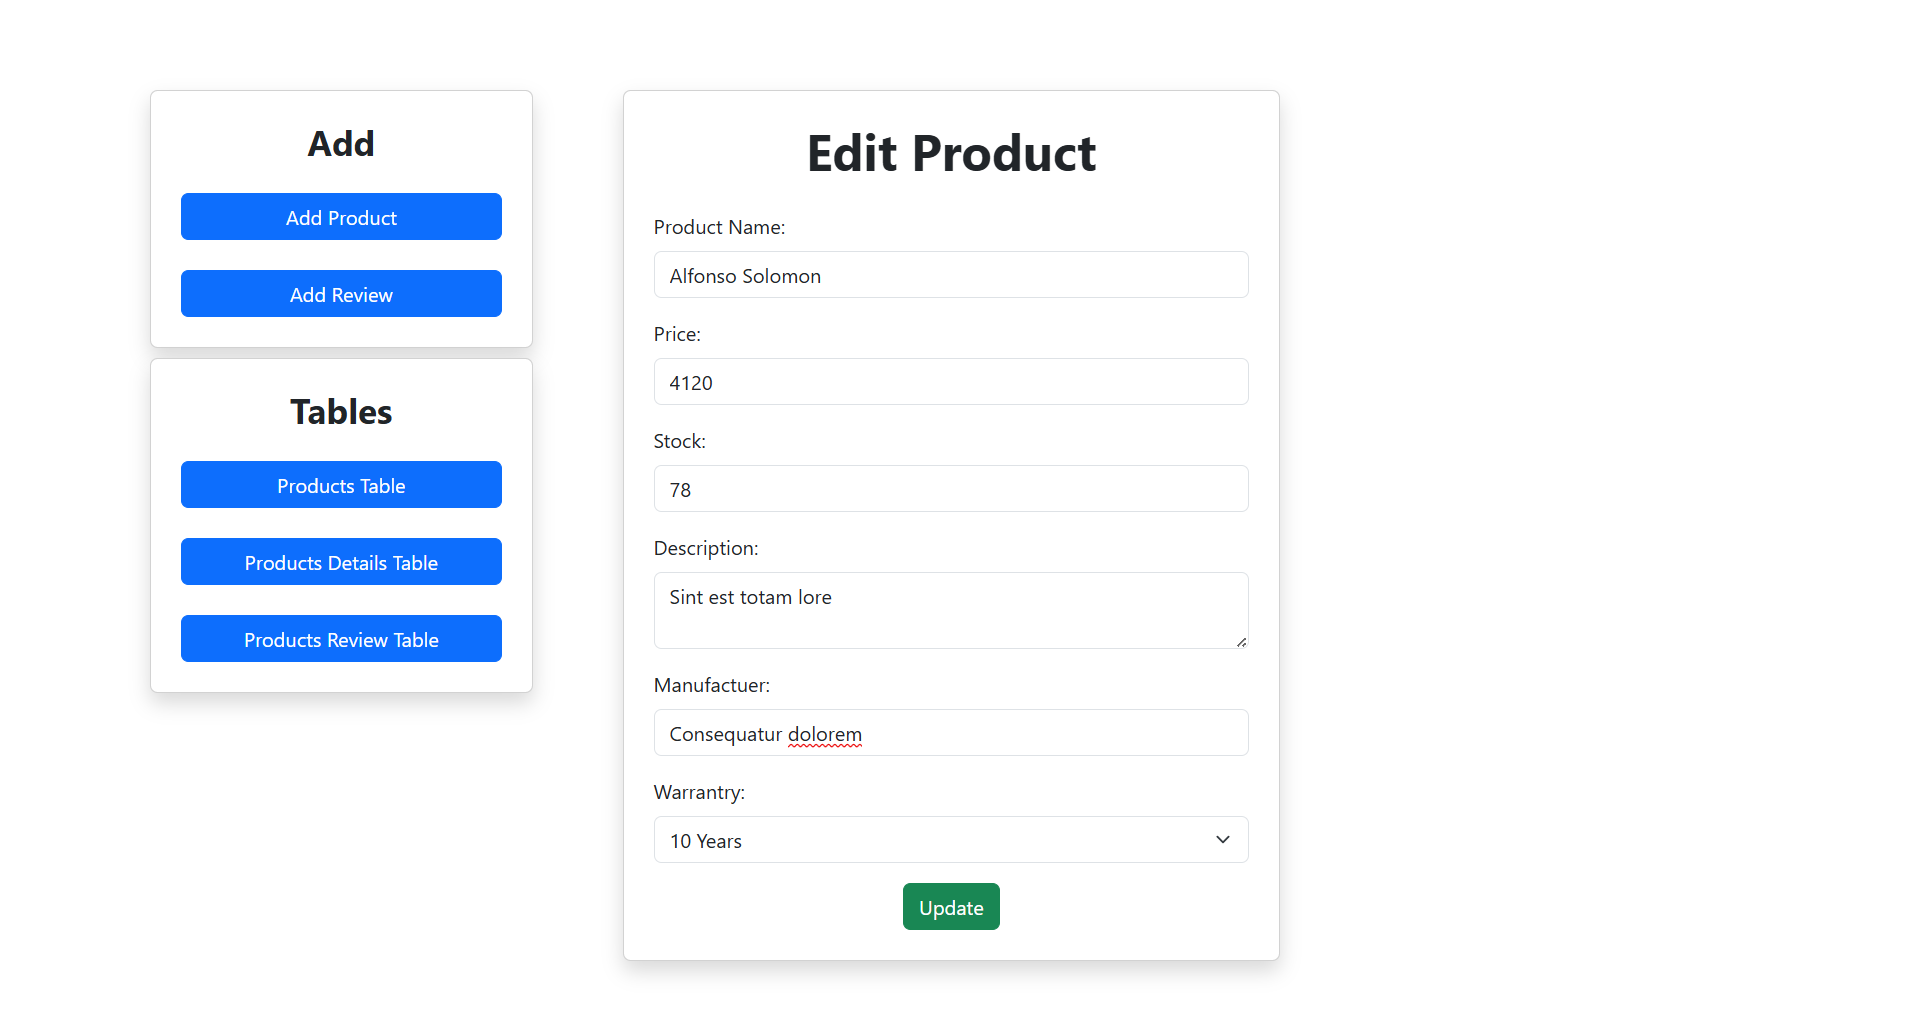 Add
Add Product
Add Review
Tables
Products Table
Products Details Table
Products Review Table
Edit Product
Product Name:
Alfonso Solomon
Price:
4120
Stock:
78
Description:
Sint est totam lore
Manufactuer:
Consequatur dolorem
Warrantry:
10 Years
Update